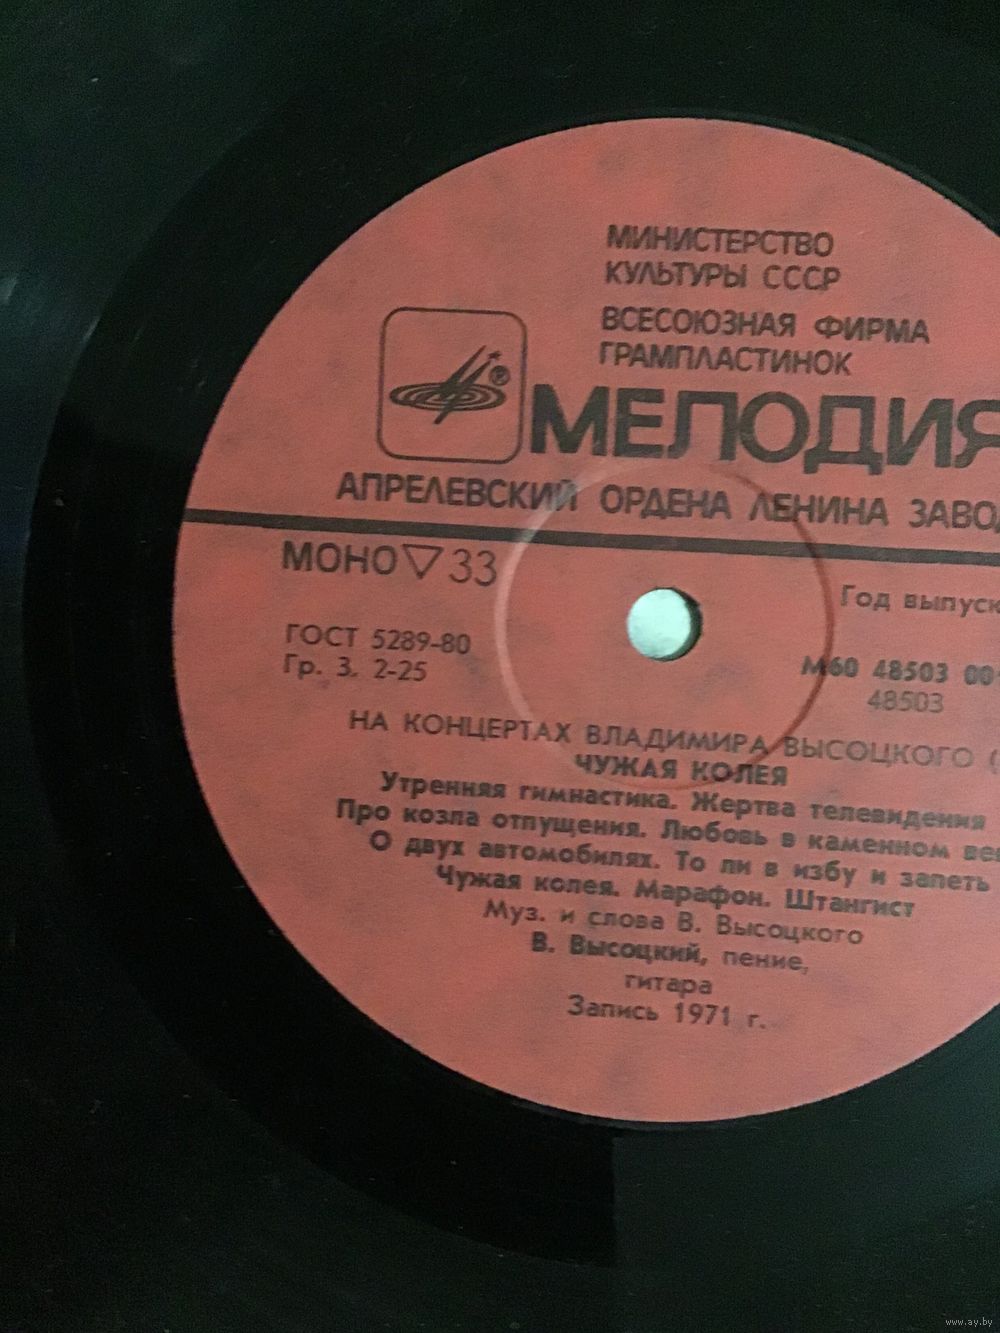 МИНИСТЕРСТВО
КУЛЬТУРЫ СССР
ВСЕСОЮЗНАЯ ФИРМА
ГРАМПЛАСТИНОК
®
МЕЛОДИЯ
АПРЕЛЕВСКИЙ ОРДЕНА ЛЕНИНА ЗАВО
МОНО ▽ 33
Год выпуск
ГОСТ 5289-80
Гр. 3. 2-25
М60 48503 00
48503
НА КОНЦЕРТАХ ВЛАДИМИРА ВЫСОЦКОГО (
ЧУЖАЯ КОЛЕЯ
Утренняя гимнастика. Жертва телевидения
Про козла отпущения. Любовь в каменном ве
О двух автомобилях. То ли в избу и запеть
Чужая колея. Марафон. Штангист
Муз. и слова В. Высоцкого
В. Высоцкий, пение,
гитара
Запись 1971 г.
www.ay.by